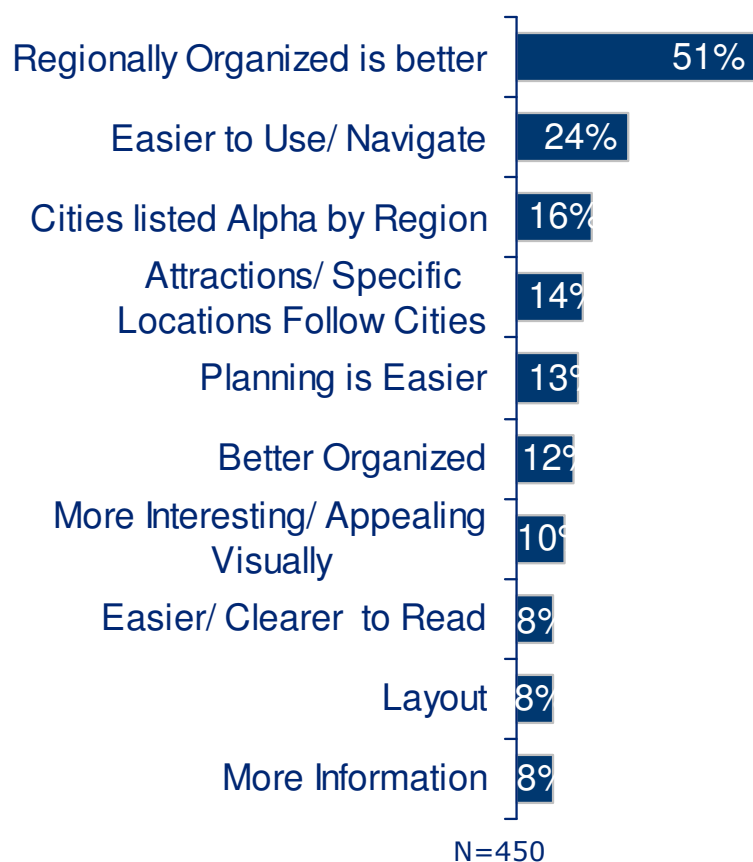 Regionally Organized is better
51%
Easier to Use/ Navigate
24%
Cities listed Alpha by Region
16%
Attractions/ Specific
Locations Follow Cities
14%
Planning is Easier
13%
Better Organized
12%
More Interesting/ Appealing
Visually
10%
Easier/ Clearer to Read
8%
Layout
8%
More Information
8%
N=450